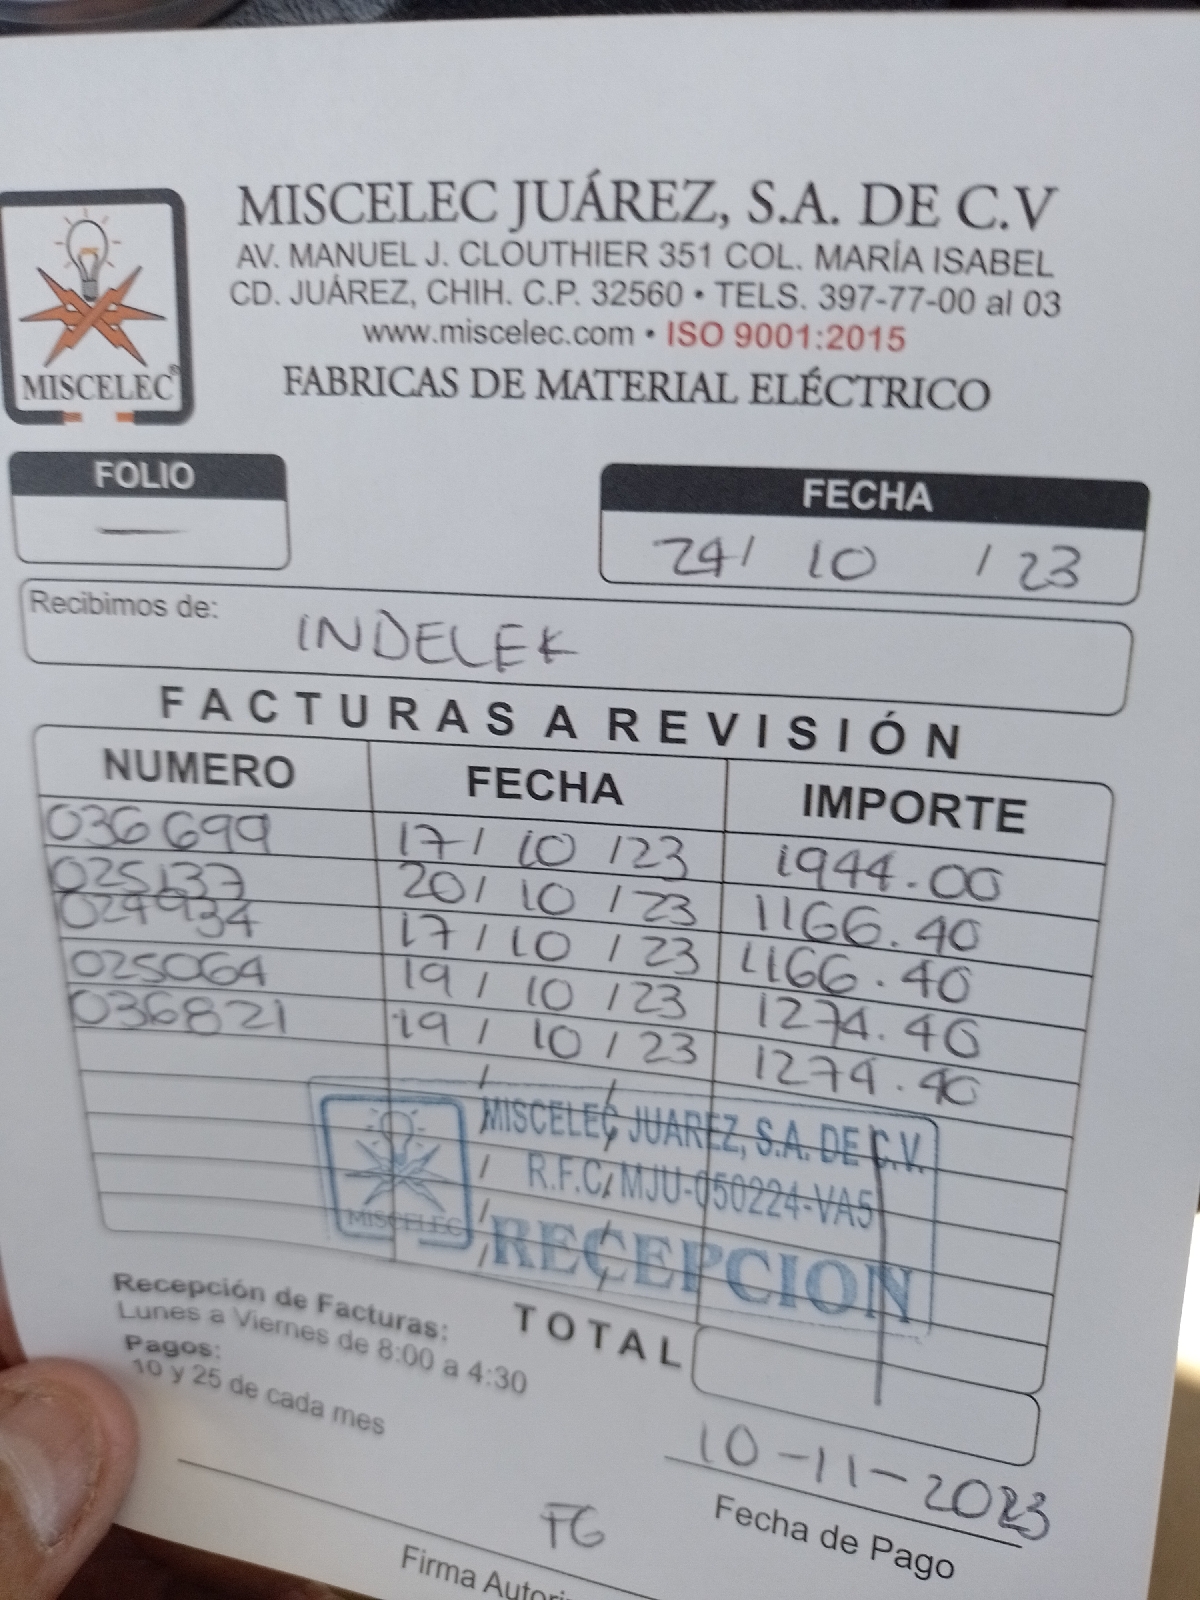 MISCELEC JUÁREZ, S.A. DE C.V
AV. MANUEL J. CLOUTHIER 351 COL. MARÍA ISABEL
CD. JUÁREZ, CHIH. C.P. 32560 • TELS. 397-77-00 al 03
www.miscelec.com • ISO 9001:2015
FABRICAS DE MATERIAL ELÉCTRICO
MISCELEC®
FOLIO
—
FECHA
24/ 10 / 23
Recibimos de: INDELEK
FACTURAS A REVISIÓN
NUMERO FECHA IMPORTE
036699 17/ 10 /23 1944.00
025137 20/ 10 /23 1166.40
024934 17/ 10 /23 1166.40
025064 19/ 10 /23 1274.40
036821 19/ 10 /23 1274.40
/ /
MISCELEC JUAREZ, S.A. DE C.V.
R.F.C. MJU-050224-VA5
MISCELEC
RECEPCION
Recepción de Facturas:
Lunes a Viernes de 8:00 a 4:30
Pagos:
10 y 25 de cada mes
TOTAL
10-11-2023
Fecha de Pago
FG
Firma Autori